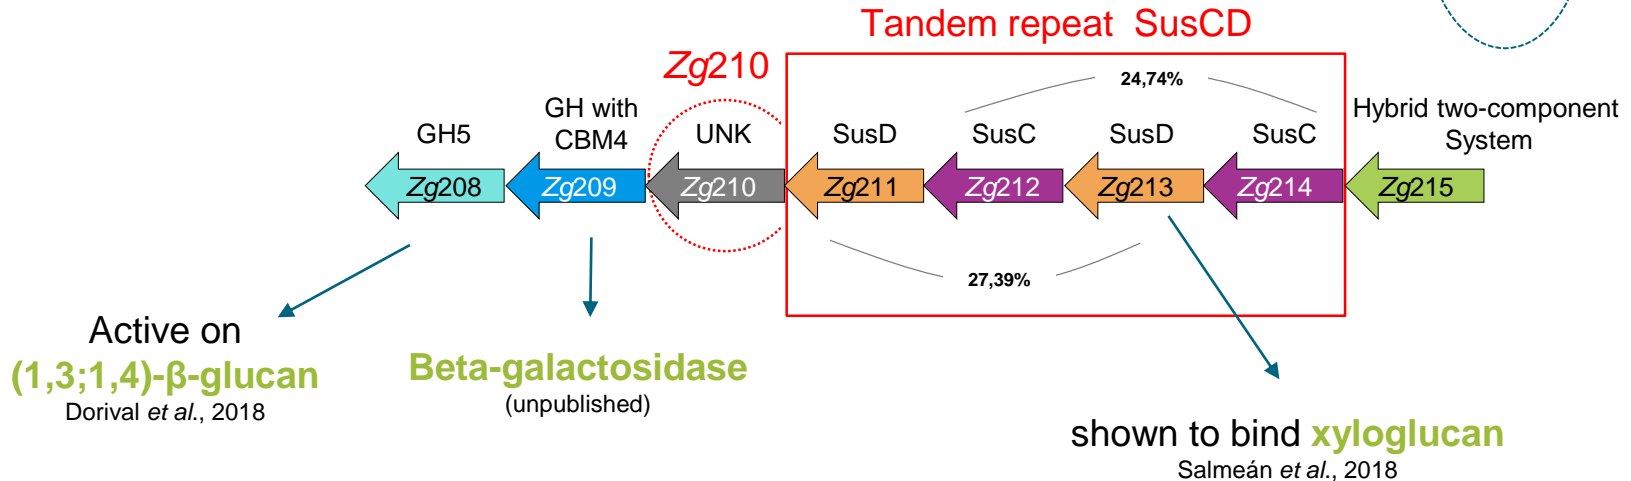 Tandem repeat SusCD
Zg210
24,74%
GH5
GH with
CBM4
UNK
SusD
SusC
SusD
SusC
Hybrid two-component
System
Zg208
Zg209
Zg210
Zg211
Zg212
Zg213
Zg214
Zg215
27,39%
Active on
(1,3;1,4)-β-glucan
Dorival et al., 2018
Beta-galactosidase
(unpublished)
shown to bind xyloglucan
Salmeán et al., 2018